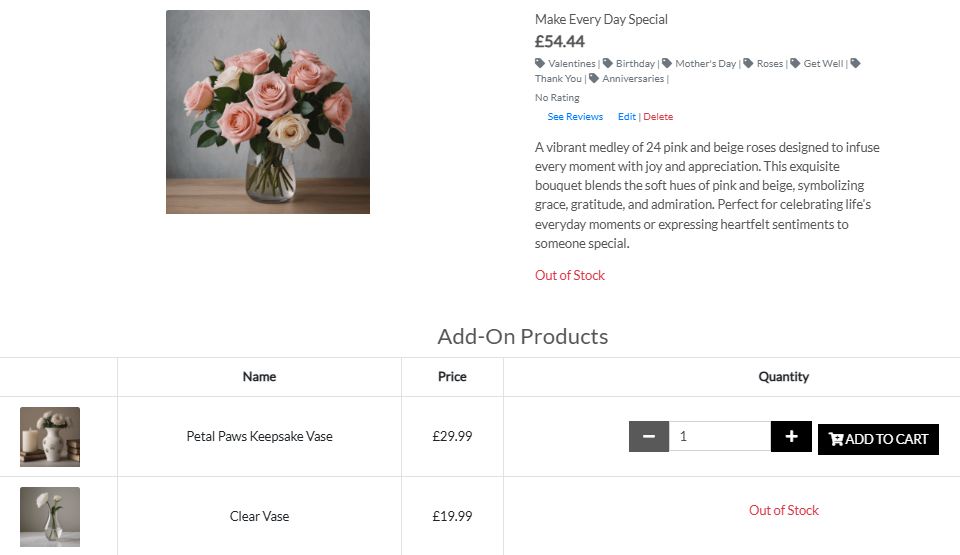 Make Every Day Special
£54.44
Valentines | Birthday | Mother's Day | Roses | Get Well |
Thank You | Anniversaries |
No Rating
See Reviews Edit | Delete
A vibrant medley of 24 pink and beige roses designed to infuse
every moment with joy and appreciation. This exquisite
bouquet blends the soft hues of pink and beige, symbolizing
grace, gratitude, and admiration. Perfect for celebrating life's
everyday moments or expressing heartfelt sentiments to
someone special.
Out of Stock
Add-On Products
Name Price Quantity
Petal Paws Keepsake Vase £29.99 1 ADD TO CART
Clear Vase £19.99 Out of Stock